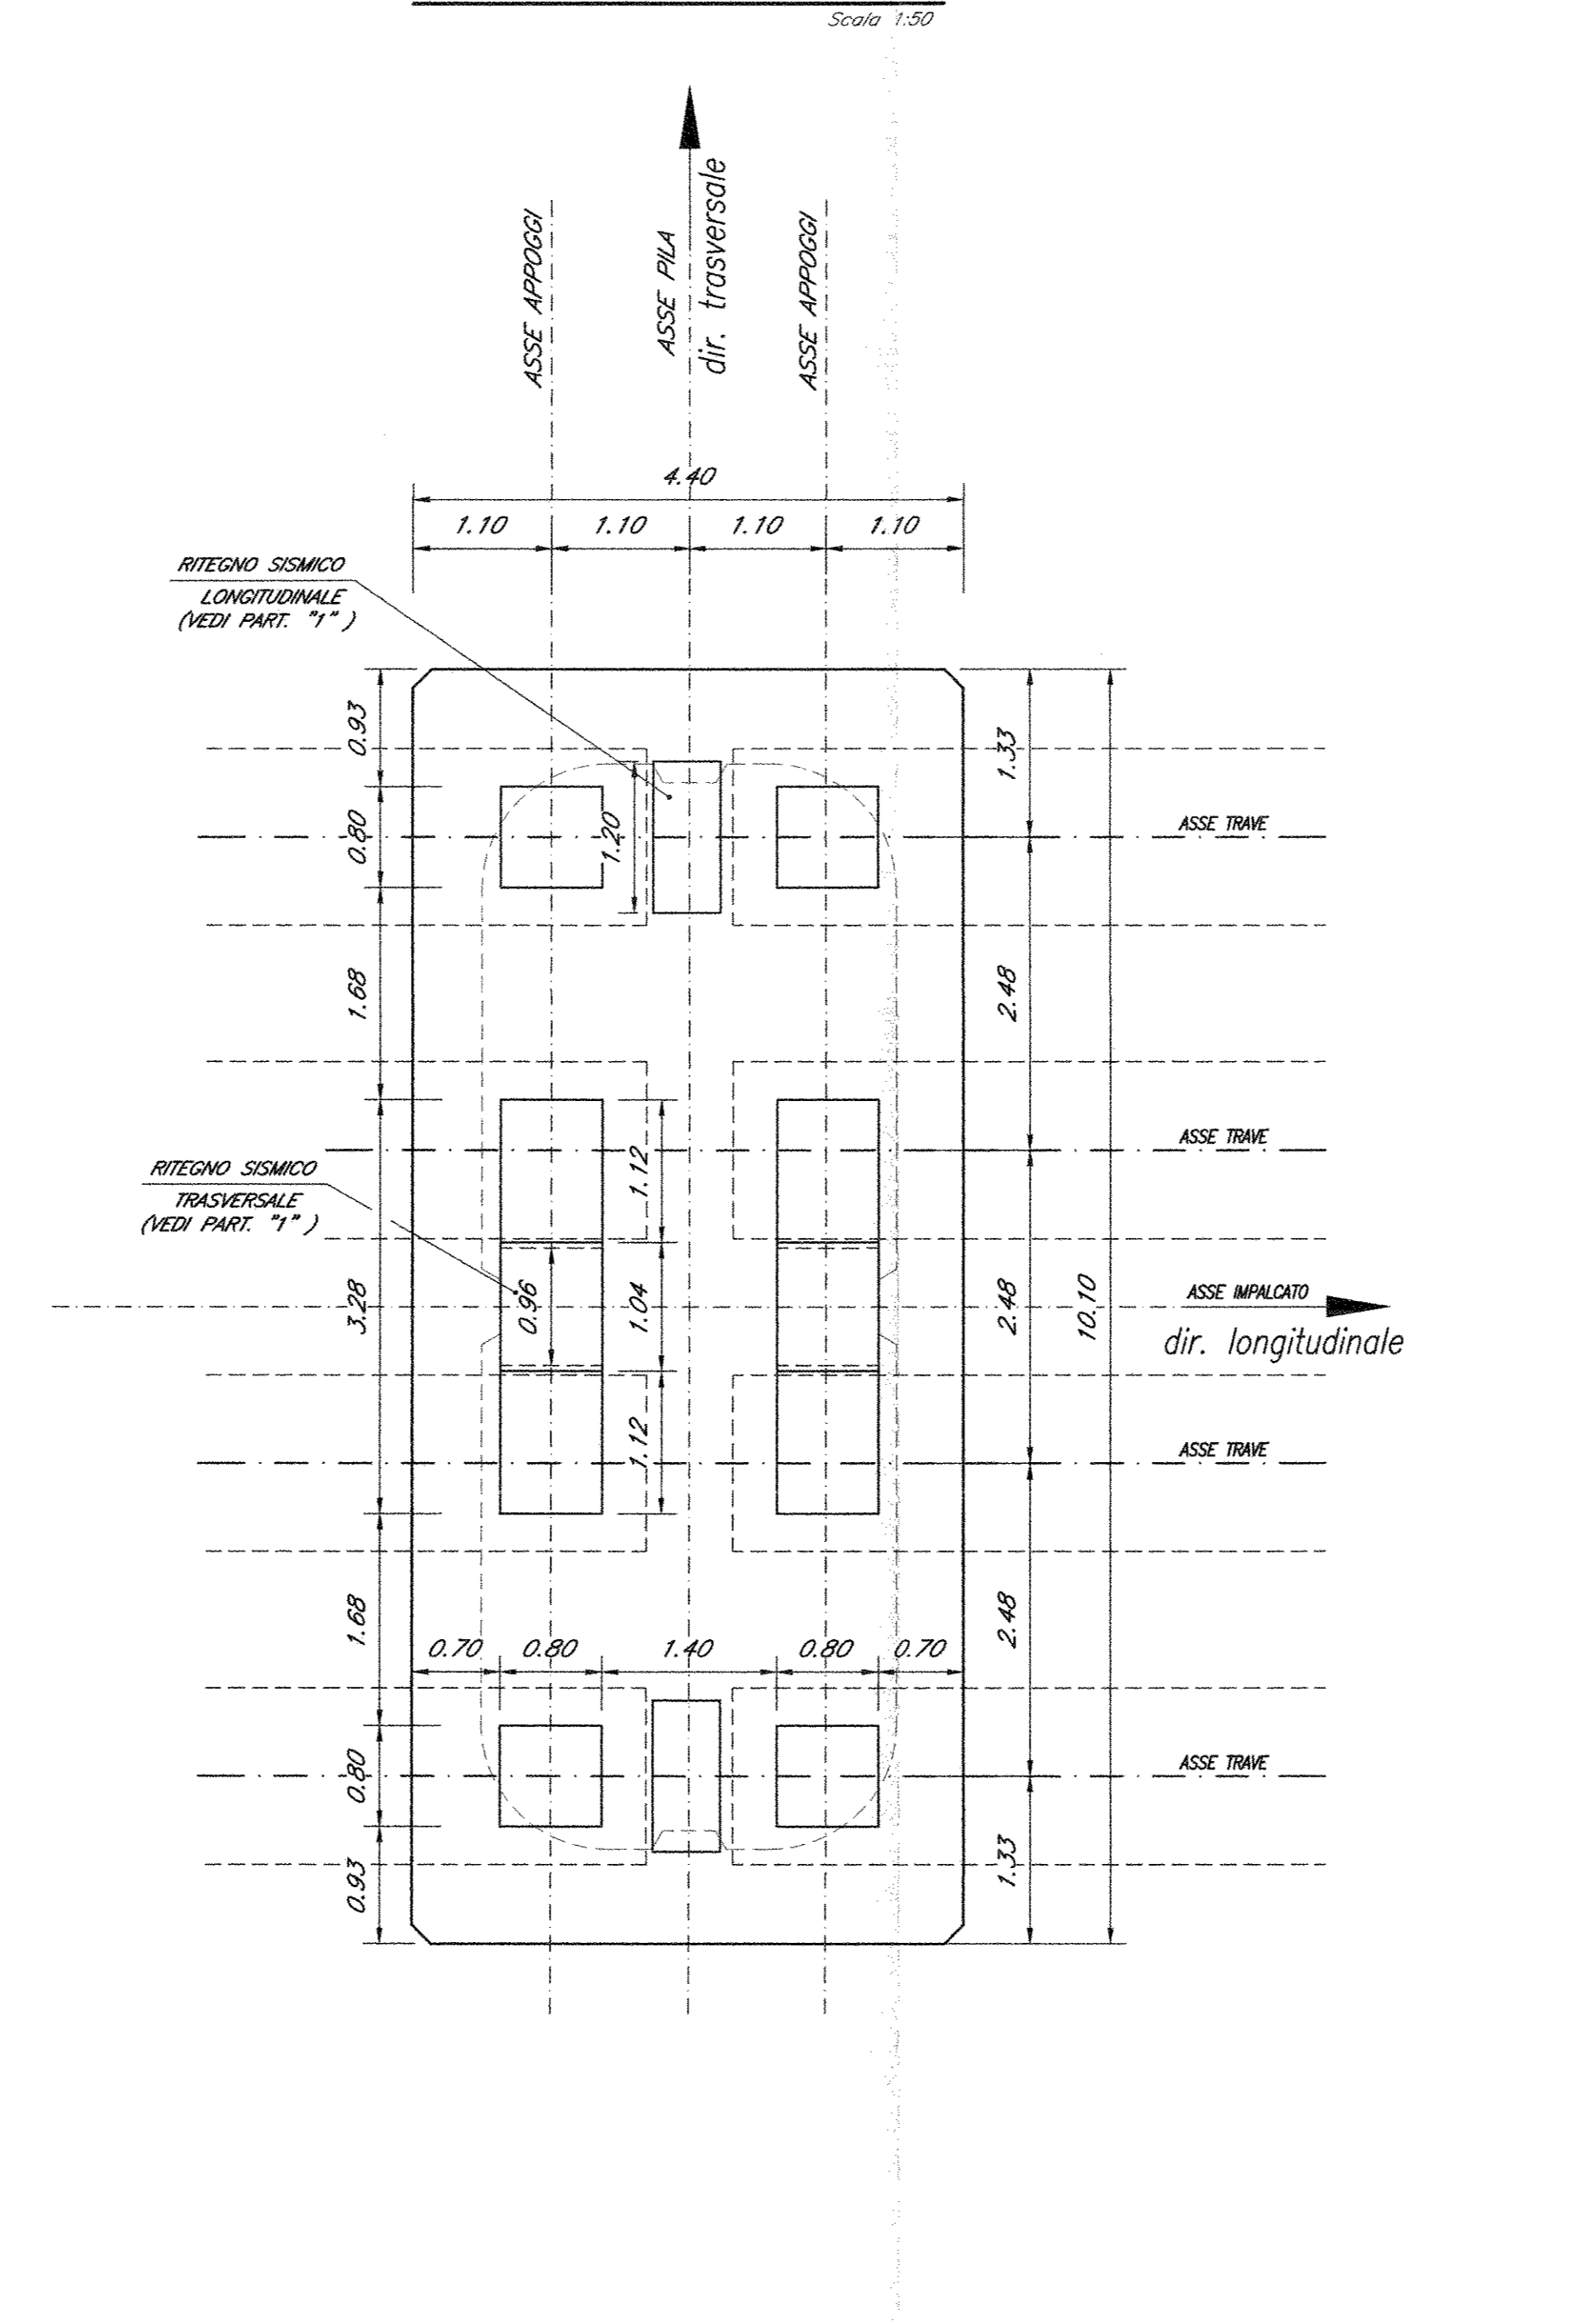 Scala 1:50
ASSE APPOGGI
ASSE PILA
dir. trasversale
ASSE APPOGGI
4.40
1.10 1.10 1.10 1.10
RITEGNO SISMICO
LONGITUDINALE
(VEDI PART. "1")
0.93
1.33
0.80
1.20
ASSE TRAVE
1.68
2.48
ASSE TRAVE
1.12
RITEGNO SISMICO
TRASVERSALE
(VEDI PART. "1")
3.28
0.96
1.04
2.48
10.10
ASSE IMPALCATO
dir. longitudinale
1.12
ASSE TRAVE
1.68
2.48
0.70 0.80 1.40 0.80 0.70
0.80
ASSE TRAVE
0.93
1.33